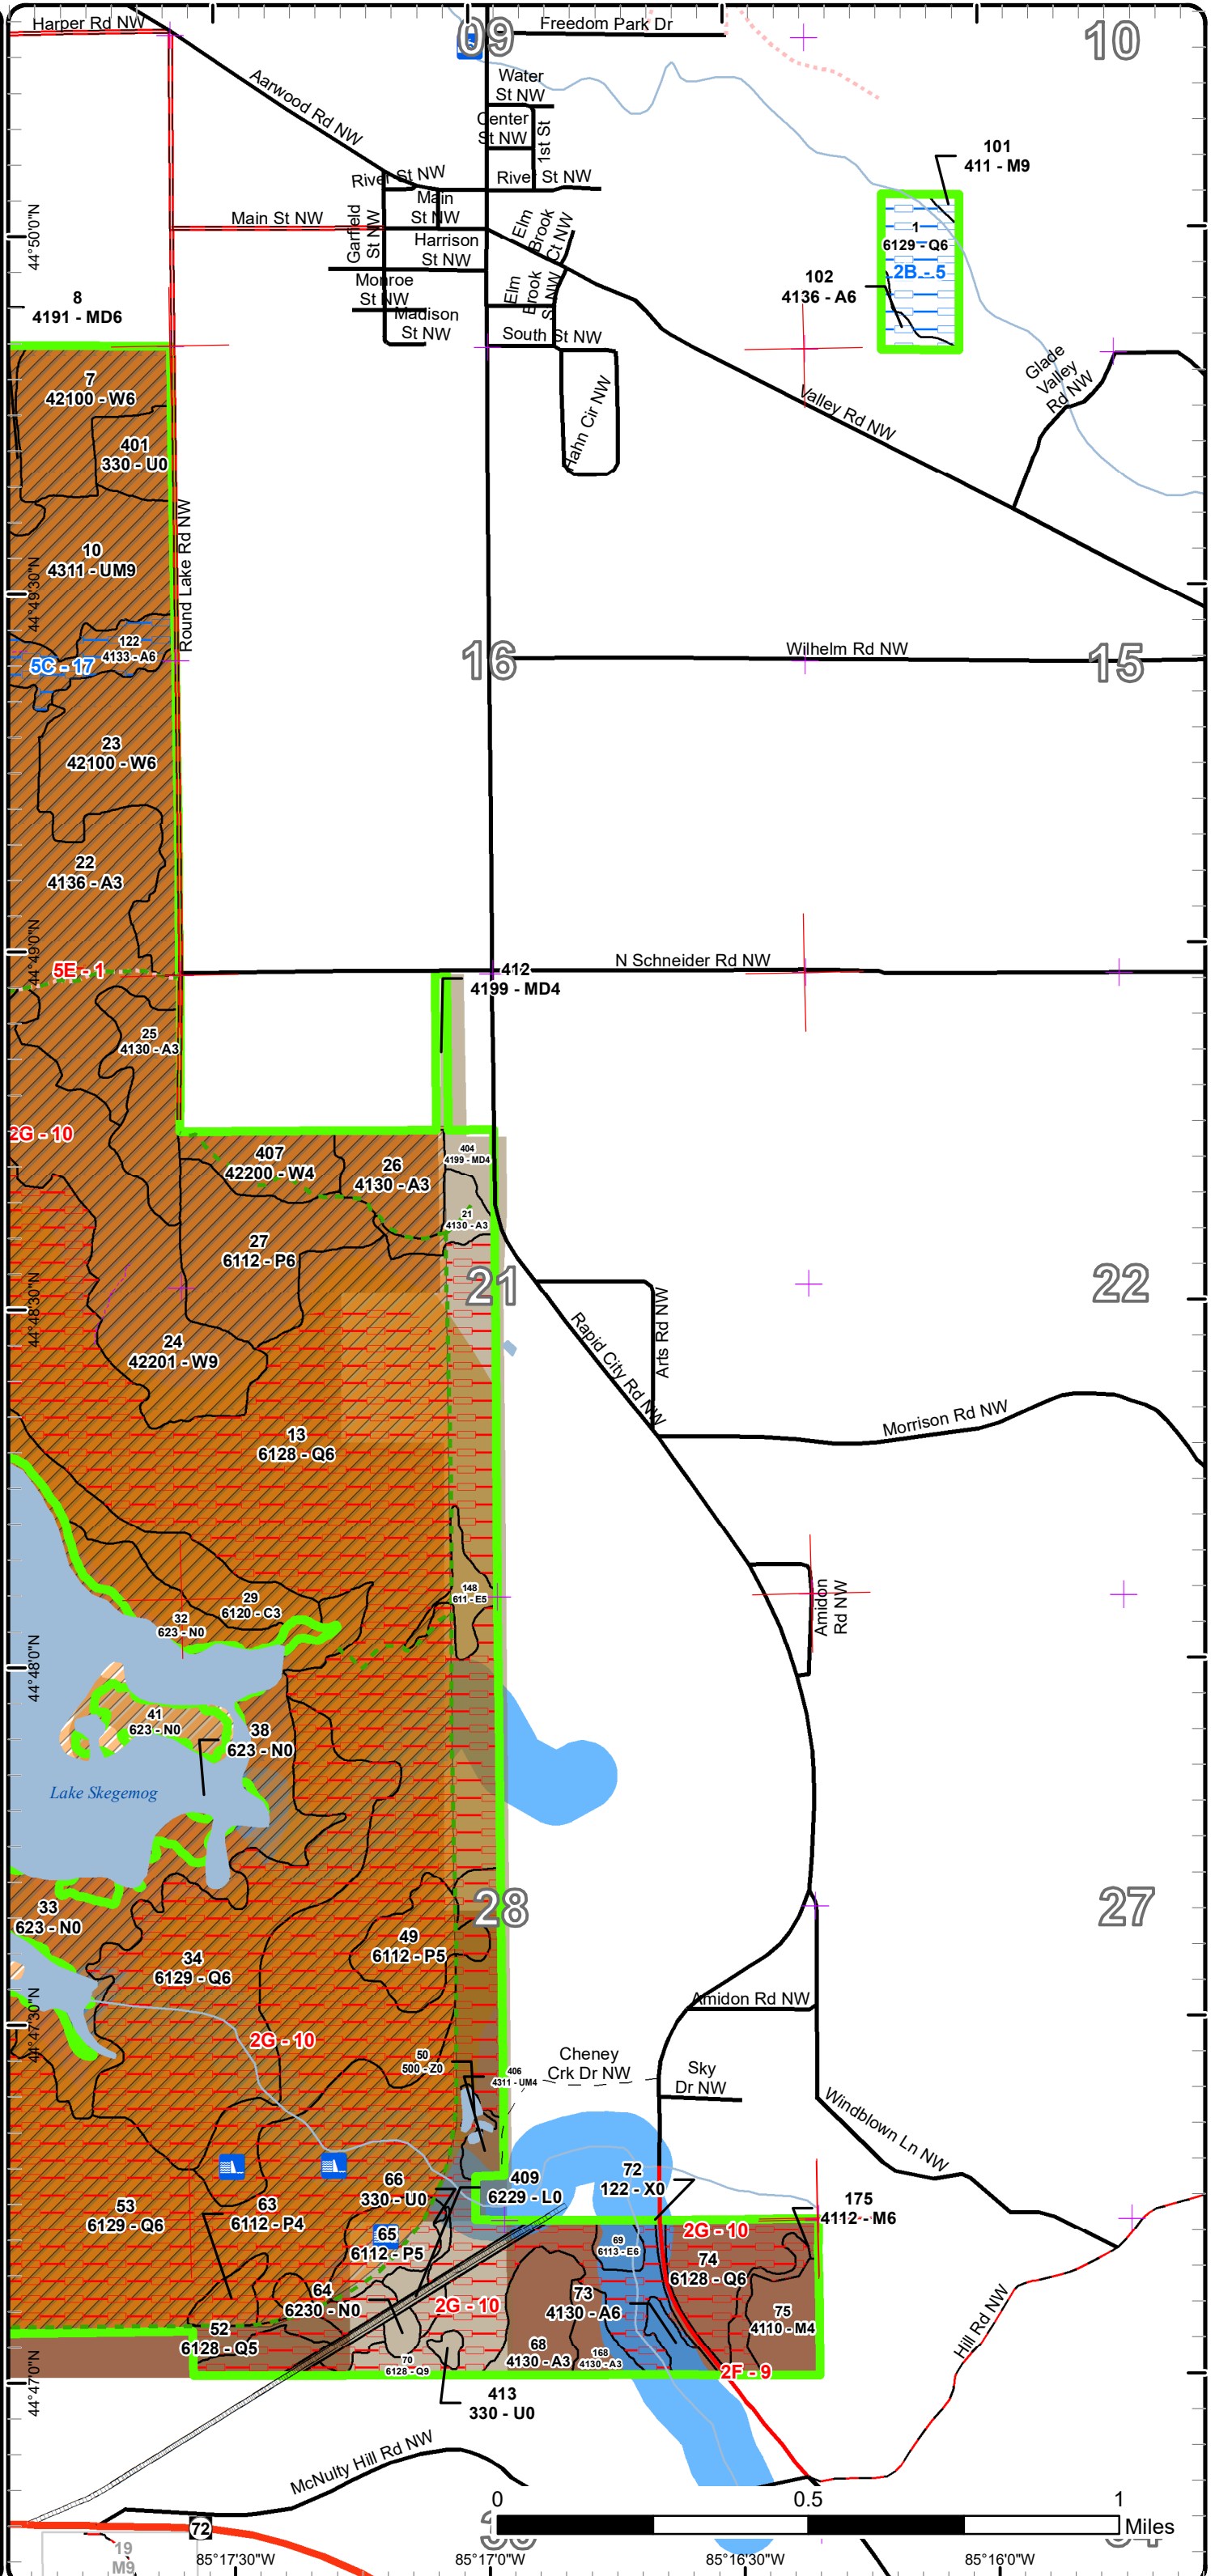 Harper Rd NW
Freedom Park Dr
09
10
Water
St NW
Center
St NW
1st St
Aarwood Rd NW
River St NW
River St NW
Main
St NW
Main St NW
Garfield
St NW
Harrison
St NW
Elm
Brook
Ct NW
Monroe
St NW
Madison
St NW
Elm
Brook
St NW
South St NW
Hahn Cir NW
101
411 - M9
1
6129 - Q6
2B - 5
102
4136 - A6
Glade
Valley
Rd NW
Valley Rd NW
44°50'0"N
8
4191 - MD6
7
42100 - W6
401
330 - U0
10
4311 - UM9
Round Lake Rd NW
44°49'30"N
122
4133 - A6
5C - 17
16
Wilhelm Rd NW
15
23
42100 - W6
22
4136 - A3
44°49'0"N
5E - 1
N Schneider Rd NW
412
4199 - MD4
25
4130 - A3
2G - 10
407
42200 - W4
26
4130 - A3
404
4199 - MD4
21
4130 - A3
27
6112 - P6
21
22
44°48'30"N
24
42201 - W9
Rapid City Rd NW
Arts Rd NW
Morrison Rd NW
13
6128 - Q6
148
611 - E5
29
6120 - C3
32
623 - N0
Amidon
Rd NW
44°48'0"N
41
623 - N0
38
623 - N0
Lake Skegemog
33
623 - N0
28
27
49
6112 - P5
34
6129 - Q6
Amidon Rd NW
44°47'30"N
2G - 10
50
500 - Z0
406
4311 - UM4
Cheney
Crk Dr NW
Sky
Dr NW
Windblown Ln NW
53
6129 - Q6
63
6112 - P4
66
330 - U0
409
6229 - L0
72
122 - X0
175
4112 - M6
2G - 10
65
6112 - P5
69
6113 - E6
74
6128 - Q6
64
6230 - N0
2G - 10
73
4130 - A6
75
4110 - M4
52
6128 - Q5
68
4130 - A3
168
4130 - A3
70
6128 - Q9
2F - 9
44°47'0"N
413
330 - U0
Hill Rd NW
McNulty Hill Rd NW
0
0.5
1
Miles
72
19
M9
85°17'30"W
85°17'0"W
85°16'30"W
85°16'0"W